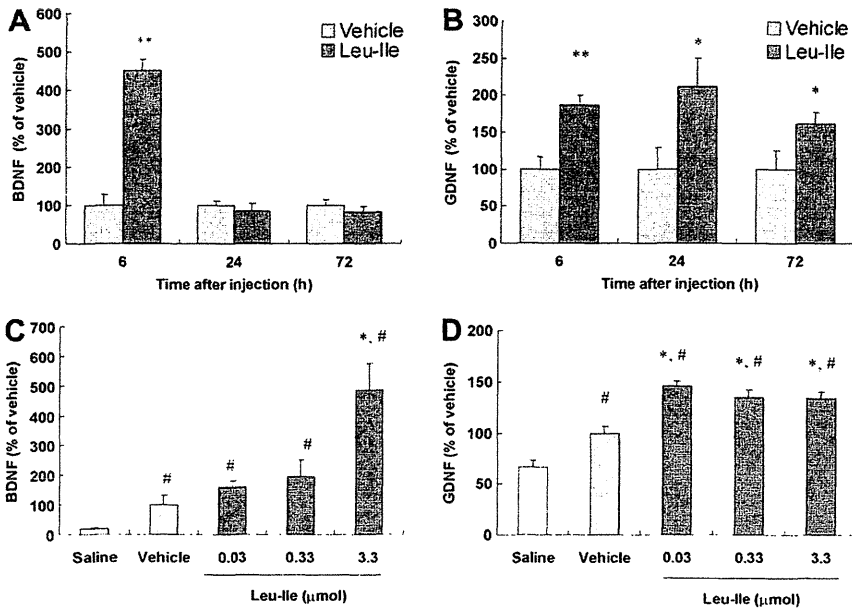 A
BDNF (% of vehicle)
600
500
400
300
200
100
0
**
Vehicle
Leu-Ile
6
24
72
Time after injection (h)
B
GDNF (% of vehicle)
300
250
200
150
100
50
0
**
*
*
Vehicle
Leu-Ile
6
24
72
Time after injection (h)
C
BDNF (% of vehicle)
700
600
500
400
300
200
100
0
#
#
#
*, #
Saline
Vehicle
0.03
0.33
3.3
Leu-Ile (μmol)
D
GDNF (% of vehicle)
200
150
100
50
0
#
*, #
*, #
*, #
Saline
Vehicle
0.03
0.33
3.3
Leu-Ile (μmol)